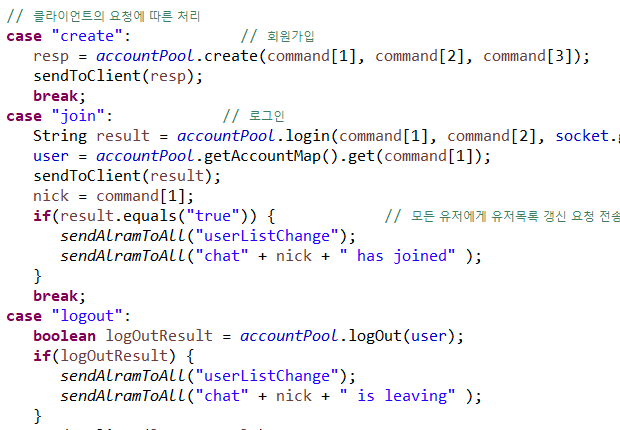 // 클라이언트의 요청에 따른 처리
case "create": // 회원가입
resp = accountPool.create(command[1], command[2], command[3]);
sendToClient(resp);
break;
case "join": // 로그인
String result = accountPool.login(command[1], command[2], socket.g
user = accountPool.getAccountMap().get(command[1]);
sendToClient(result);
nick = command[1];
if(result.equals("true")) { // 모든 유저에게 유저목록 갱신 요청 전송
sendAlramToAll("userListChange");
sendAlramToAll("chat" + nick + " has joined" );
}
break;
case "logout":
boolean logOutResult = accountPool.logOut(user);
if(logOutResult) {
sendAlramToAll("userListChange");
sendAlramToAll("chat" + nick + " is leaving" );
}